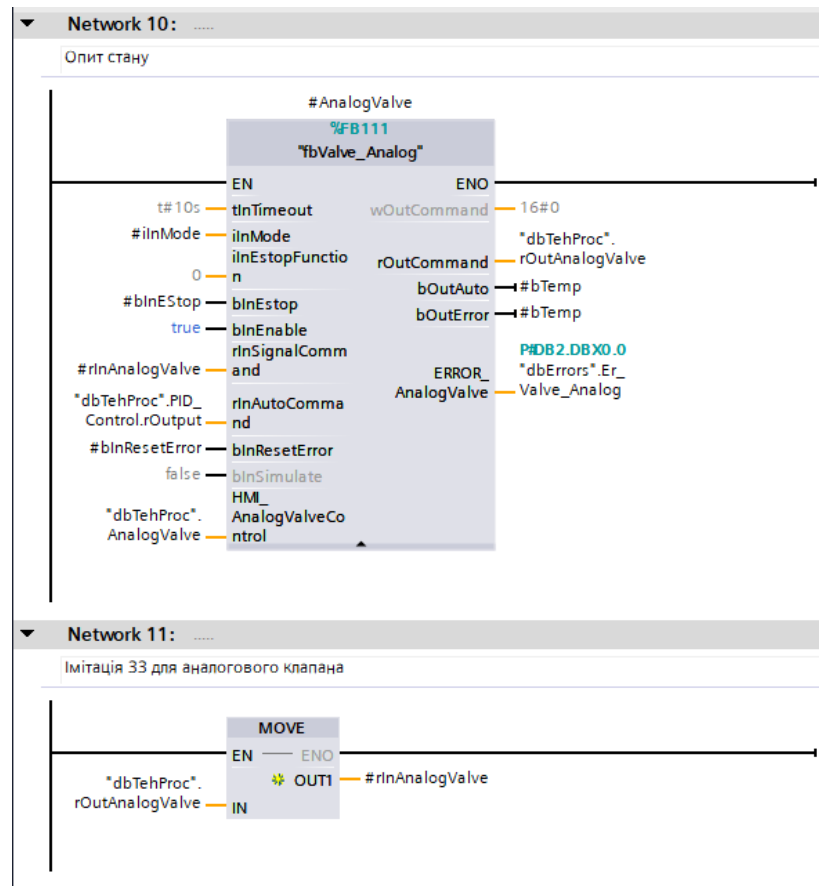 Network 10: .....
Опит стану
#AnalogValve
%FB111
"fbValve_Analog"
EN ENO
t#10s tInTimeout wOutCommand 16#0
#iInMode iInMode
"dbTehProc".
0 iInEstopFunctio
n
rOutCommand rOutAnalogValve
#bInEStop bInEstop
bOutAuto #bTemp
true bInEnable
bOutError #bTemp
#rInAnalogValve rInSignalComm
and
P#DB2.DBX0.0
ERROR_
AnalogValve
"dbErrors".Er_
Valve_Analog
"dbTehProc".PID_
Control.rOutput
rInAutoComma
nd
#bInResetError bInResetError
false bInSimulate
"dbTehProc".
AnalogValve
HMI_
AnalogValveCo
ntrol
Network 11: .....
Імітація ЗЗ для аналогового клапана
MOVE
EN ENO
OUT1 #rInAnalogValve
"dbTehProc".
rOutAnalogValve IN